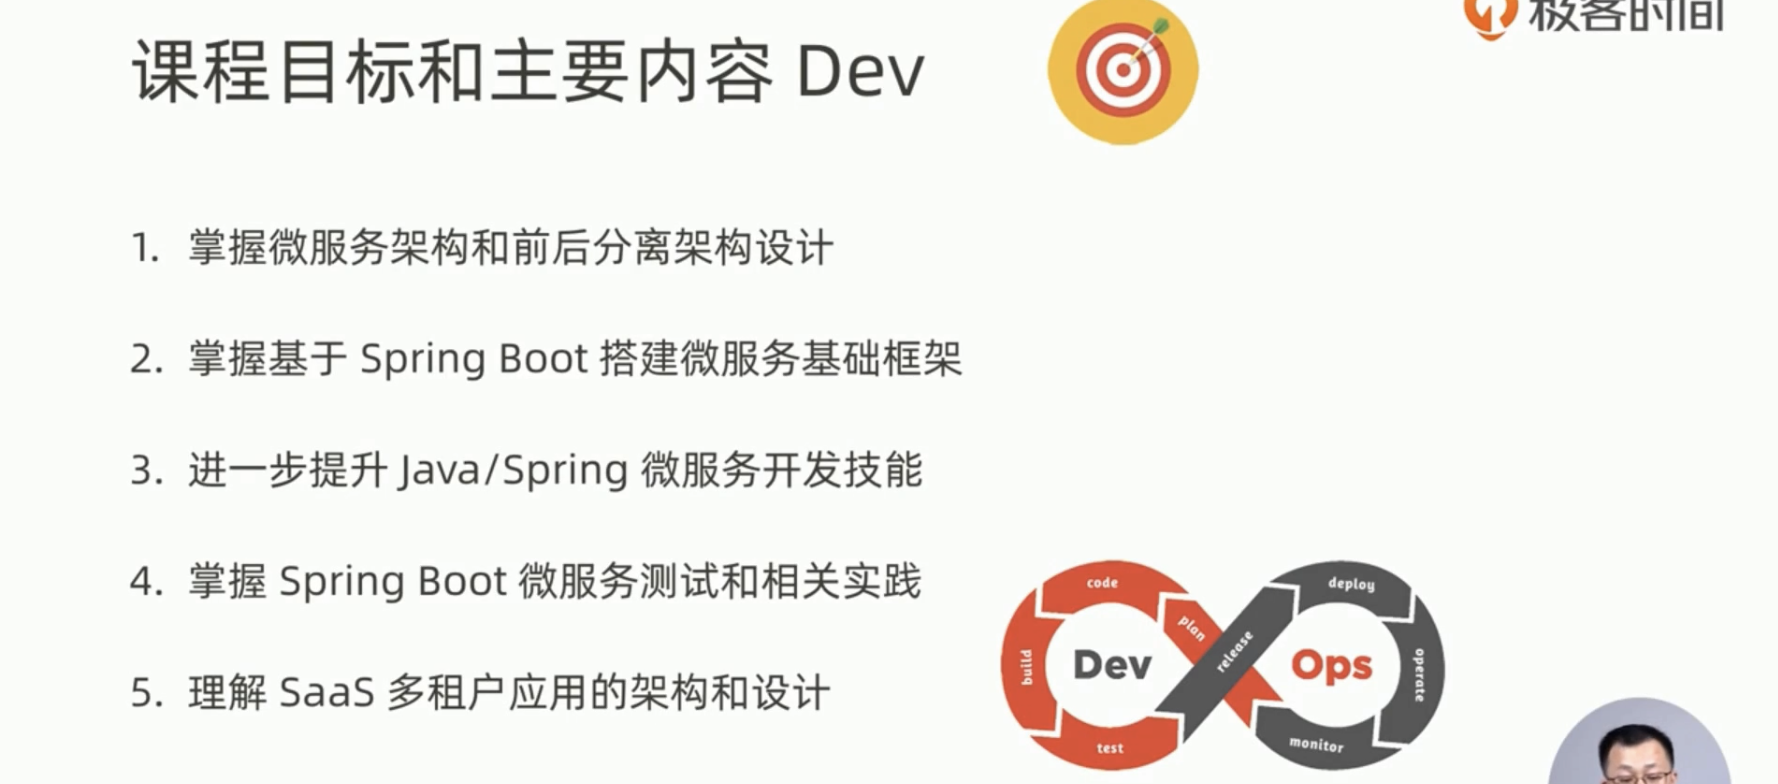 课程目标和主要内容 Dev
极客时间
1. 掌握微服务架构和前后分离架构设计
2. 掌握基于 Spring Boot 搭建微服务基础框架
3. 进一步提升 Java/Spring 微服务开发技能
4. 掌握 Spring Boot 微服务测试和相关实践
5. 理解 SaaS 多租户应用的架构和设计
code
plan
build
Dev
test
release
deploy
Ops
operate
monitor